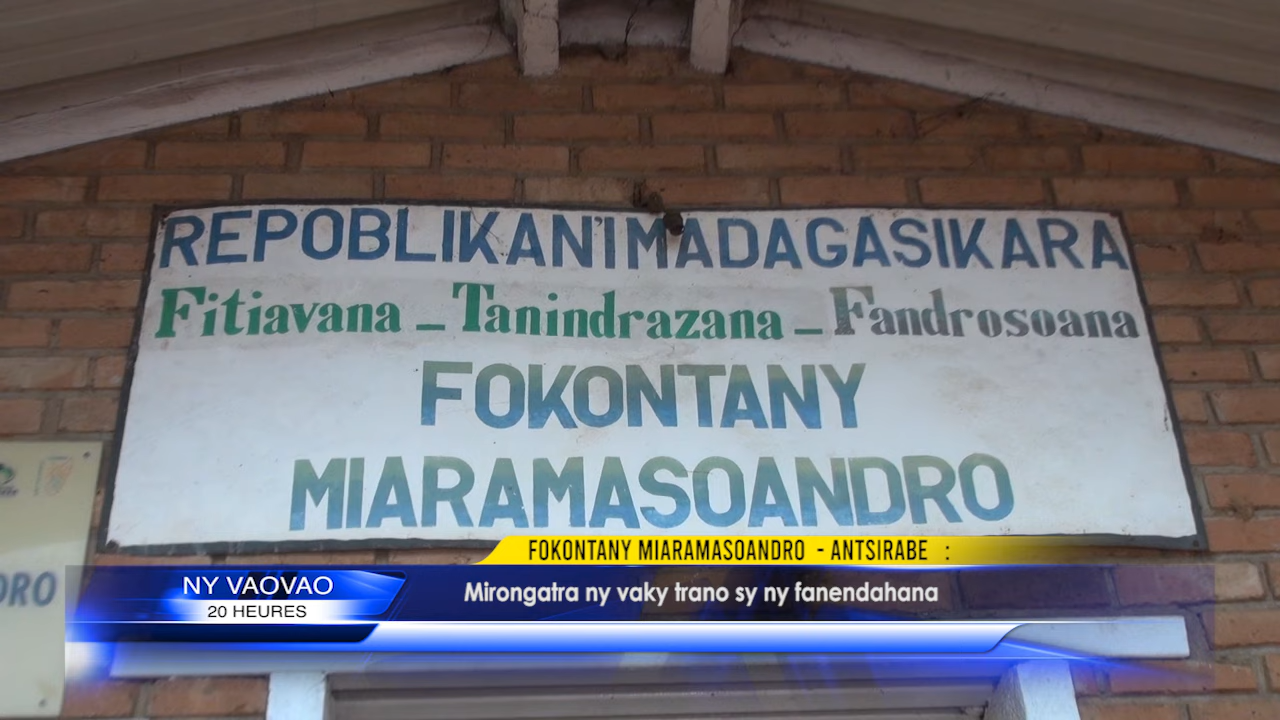 REPOBLIKAN'I MADAGASIKARA
Fitiavana _ Tanindrazana _ Fandrosoana
FOKONTANY
MIARAMASOANDRO
DRO
FOKONTANY MIARAMASOANDRO - ANTSIRABE :
NY VAOVAO
20 HEURES
Mirongatra ny vaky trano sy ny fanendahana